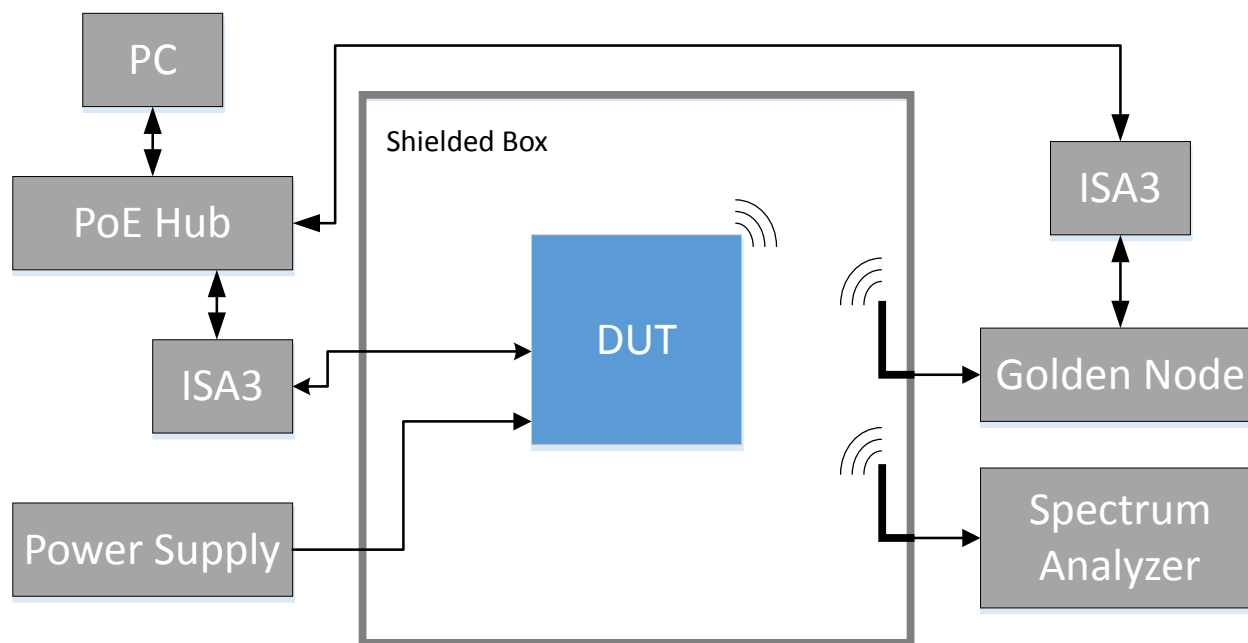 PC
Shielded Box
PoE Hub
ISA3
DUT
ISA3
Golden Node
Power Supply
Spectrum
Analyzer